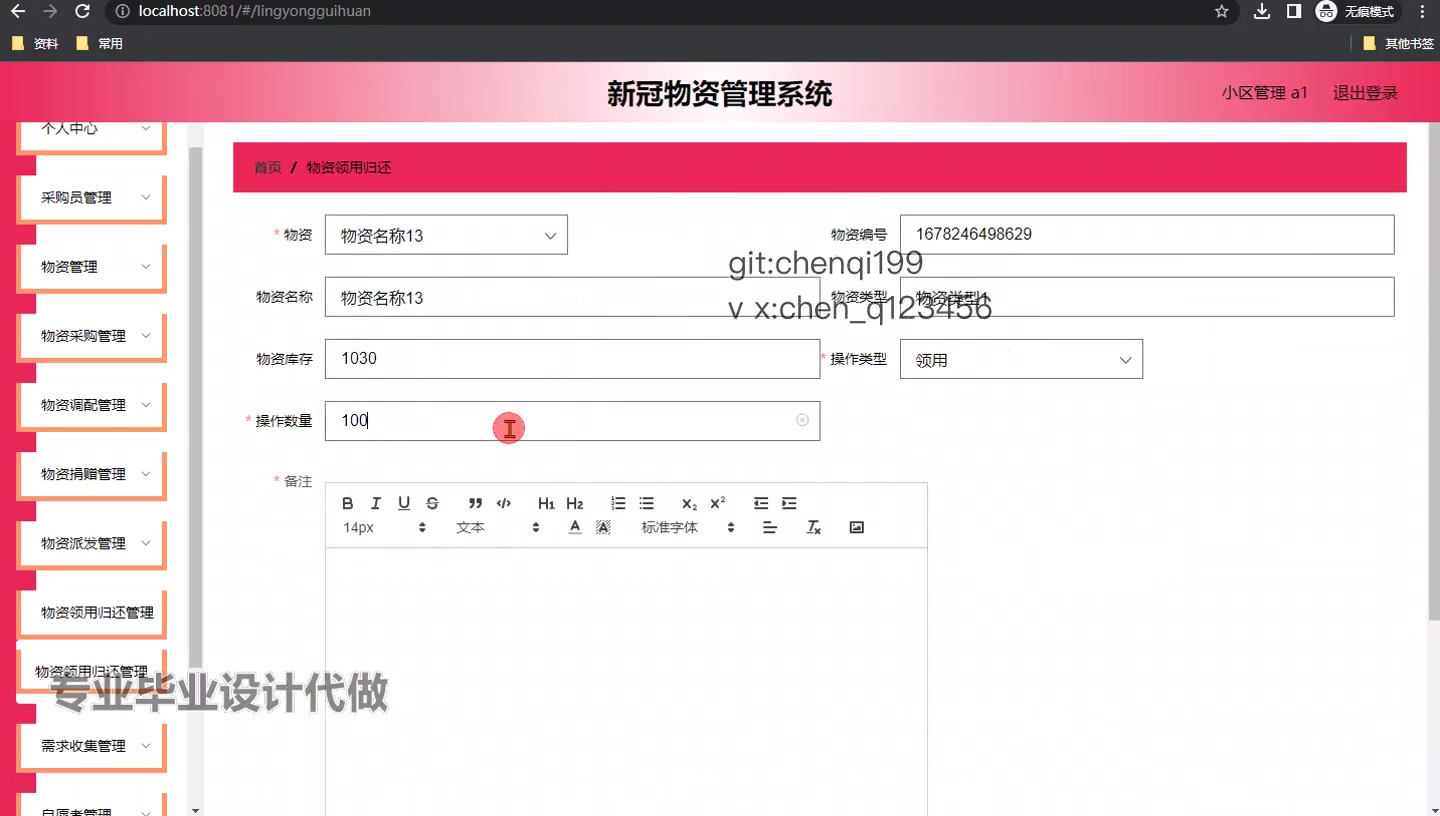 localhost:8081/#/lingyongguihuan
无痕模式
资料
常用
其他书签
新冠物资管理系统
小区管理 a1
退出登录
个人中心
首页 / 物资领用归还
采购员管理
物资管理
物资采购管理
物资调配管理
物资捐赠管理
物资派发管理
物资领用归还管理
物资领用归还管理
需求收集管理
自愿者管理
* 物资
物资名称13
物资编号
1678246498629
git:chenqi199
物资名称
物资名称13
物资类型
物资类型1
v x:chen_q123456
物资库存
1030
* 操作类型
领用
* 操作数量
100
* 备注
B I U S H1 H2 X₂ X²
14px
文本
A A
标准字体
专业毕业设计代做